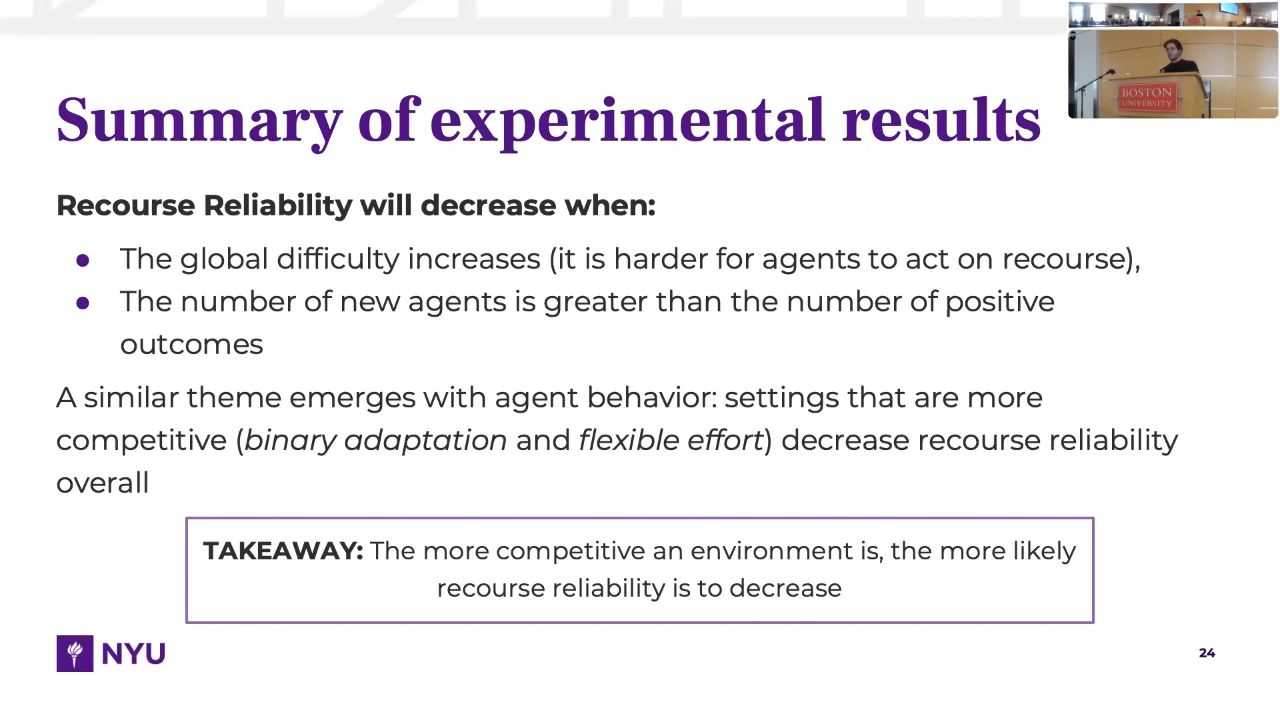 BOSTON
UNIVERSITY
Summary of experimental results
Recourse Reliability will decrease when:
● The global difficulty increases (it is harder for agents to act on recourse),
● The number of new agents is greater than the number of positive
outcomes
A similar theme emerges with agent behavior: settings that are more
competitive (binary adaptation and flexible effort) decrease recourse reliability
overall
TAKEAWAY: The more competitive an environment is, the more likely
recourse reliability is to decrease
NYU
24